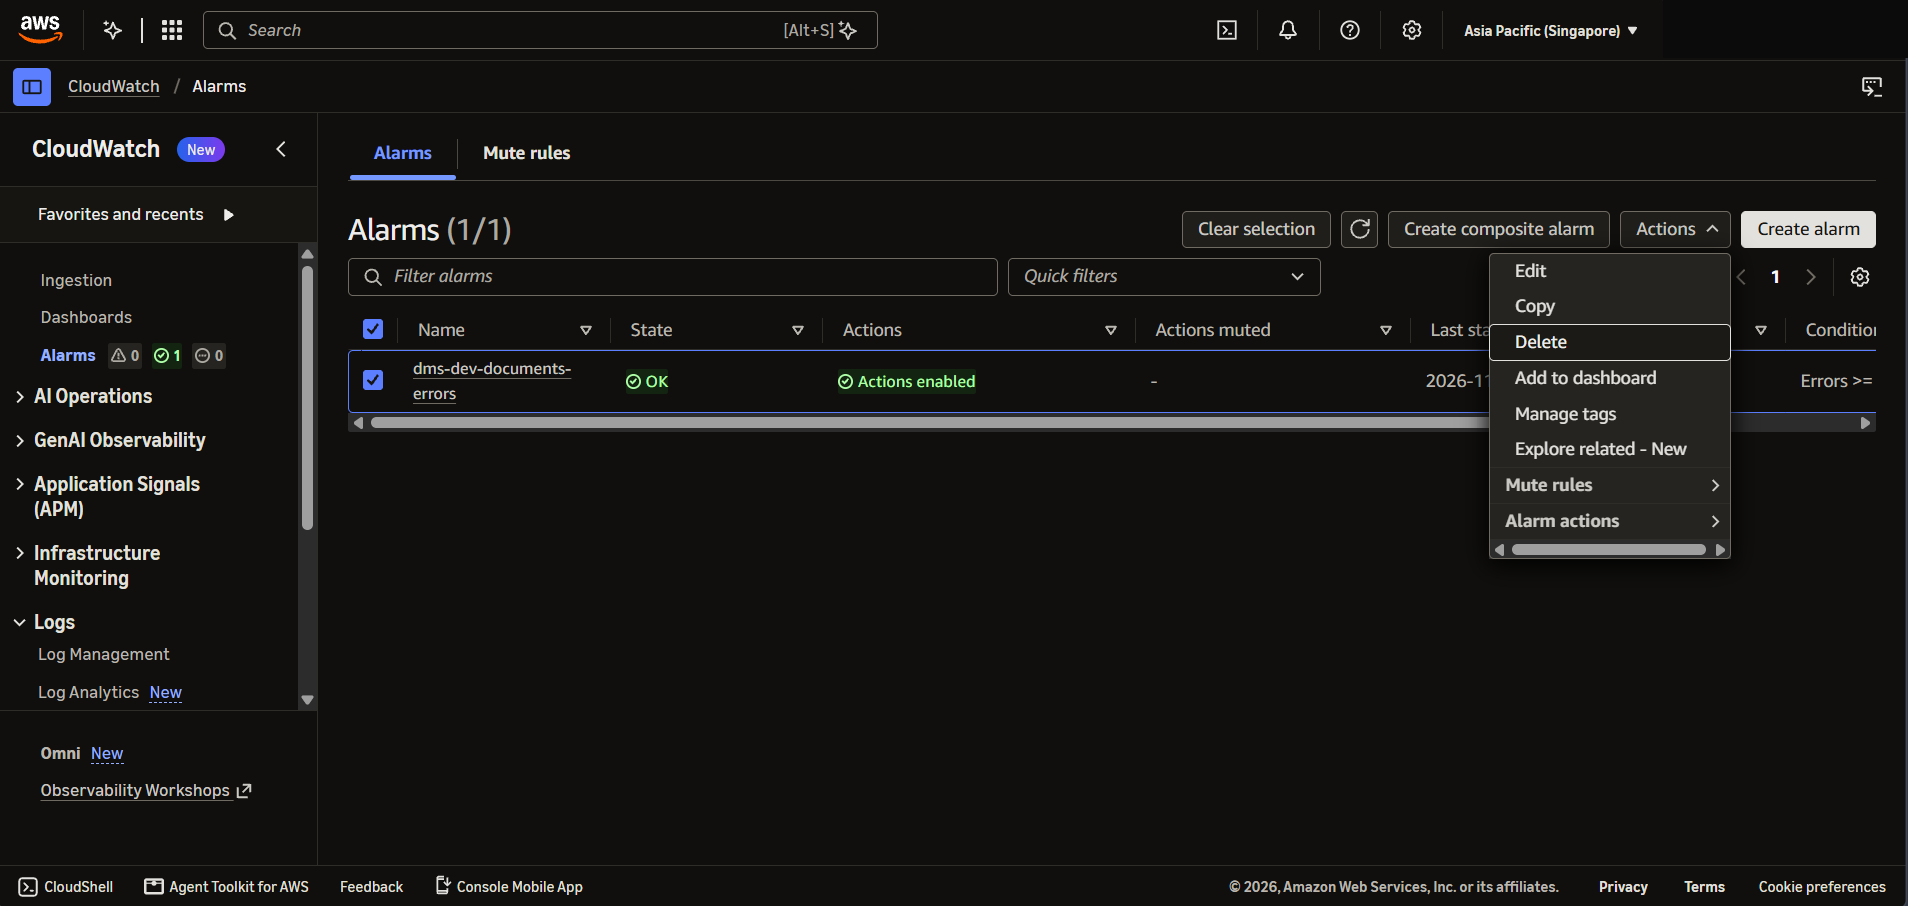 aws
Search [Alt+S]
Asia Pacific (Singapore)
CloudWatch / Alarms
CloudWatch New
Favorites and recents
Ingestion
Dashboards
Alarms 0 1 0
AI Operations
GenAI Observability
Application Signals
(APM)
Infrastructure
Monitoring
Logs
Log Management
Log Analytics New
Omni New
Observability Workshops
Alarms
Mute rules
Alarms (1/1)
Clear selection
Create composite alarm
Actions
Create alarm
Filter alarms
Quick filters
1
Name
State
Actions
Actions muted
Last sta
Condition
dms-dev-documents-
errors
OK
Actions enabled
-
2026-11
Errors >=
Edit
Copy
Delete
Add to dashboard
Manage tags
Explore related - New
Mute rules
Alarm actions
CloudShell
Agent Toolkit for AWS
Feedback
Console Mobile App
© 2026, Amazon Web Services, Inc. or its affiliates.
Privacy
Terms
Cookie preferences